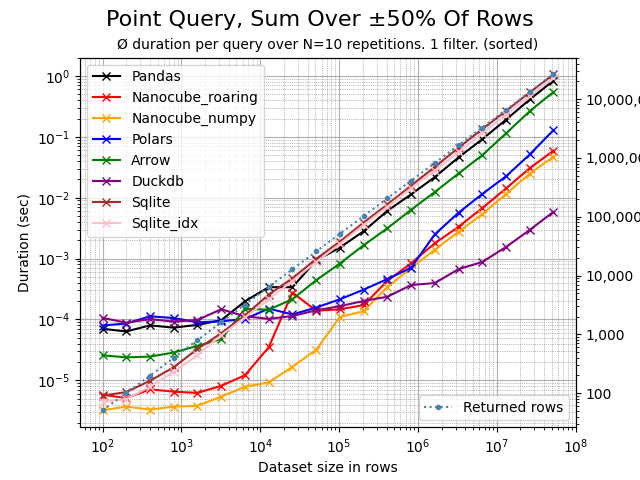 Point Query, Sum Over ±50% Of Rows
Ø duration per query over N=10 repetitions. 1 filter. (sorted)
Duration (sec)
10⁰
10⁻¹
10⁻²
10⁻³
10⁻⁴
10⁻⁵
Pandas
Nanocube_roaring
Nanocube_numpy
Polars
Arrow
Duckdb
Sqlite
Sqlite_idx
Returned rows
10,000,0
1,000,00
100,000
10,000
1,000
100
10² 10³ 10⁴ 10⁵ 10⁶ 10⁷ 10⁸
Dataset size in rows